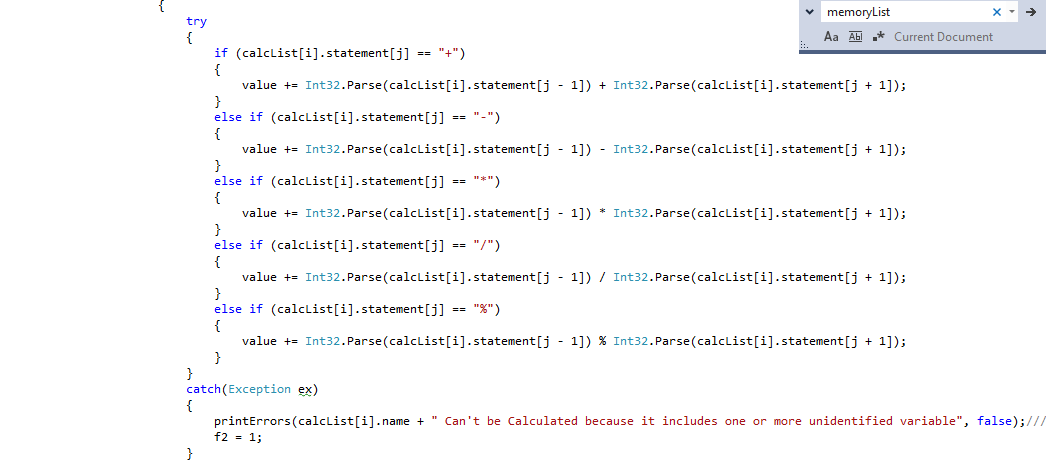 {
try
{
if (calcList[i].statement[j] == "+")
{
value += Int32.Parse(calcList[i].statement[j - 1]) + Int32.Parse(calcList[i].statement[j + 1]);
}
else if (calcList[i].statement[j] == "-")
{
value += Int32.Parse(calcList[i].statement[j - 1]) - Int32.Parse(calcList[i].statement[j + 1]);
}
else if (calcList[i].statement[j] == "*")
{
value += Int32.Parse(calcList[i].statement[j - 1]) * Int32.Parse(calcList[i].statement[j + 1]);
}
else if (calcList[i].statement[j] == "/")
{
value += Int32.Parse(calcList[i].statement[j - 1]) / Int32.Parse(calcList[i].statement[j + 1]);
}
else if (calcList[i].statement[j] == "%")
{
value += Int32.Parse(calcList[i].statement[j - 1]) % Int32.Parse(calcList[i].statement[j + 1]);
}
}
catch(Exception ex)
{
printErrors(calcList[i].name + " Can't be Calculated because it includes one or more unidentified variable", false);///
f2 = 1;
}
memoryList
Aa Ab Current Document